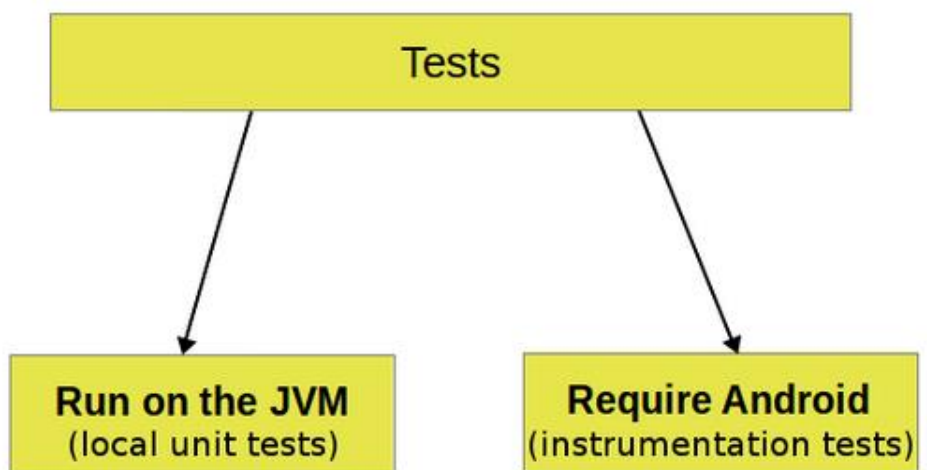 Tests
Run on the JVM
(local unit tests)
Require Android
(instrumentation tests)